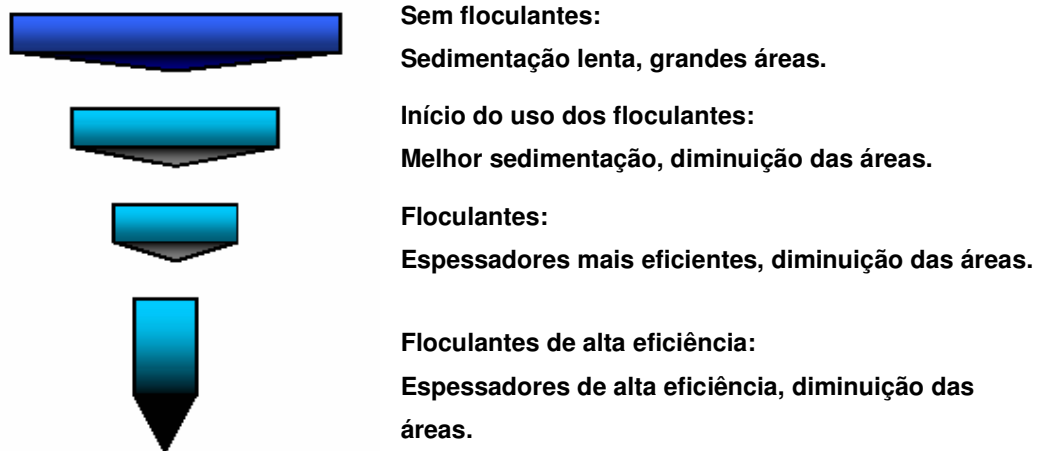 Sem floculantes:
Sedimentação lenta, grandes áreas.
Início do uso dos floculantes:
Melhor sedimentação, diminuição das áreas.
Floculantes:
Espessadores mais eficientes, diminuição das áreas.
Floculantes de alta eficiência:
Espessadores de alta eficiência, diminuição das
áreas.